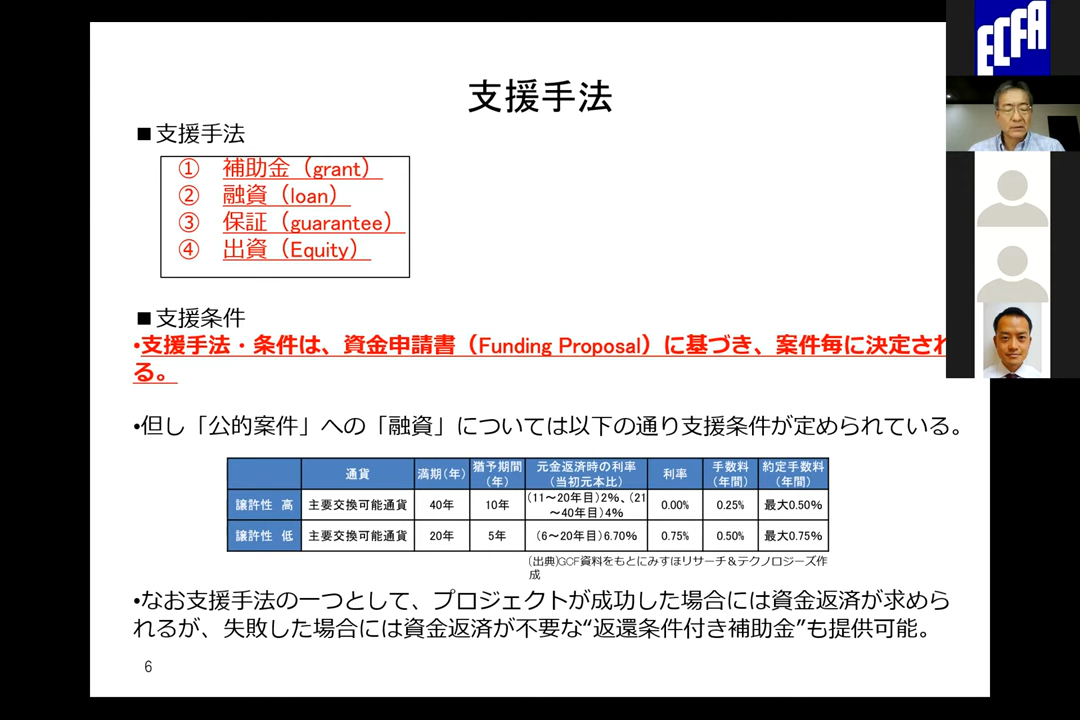 支援手法
■支援手法
① 補助金（grant）
② 融資（loan）
③ 保証（guarantee）
④ 出資（Equity）
■支援条件
•支援手法・条件は、資金申請書（Funding Proposal）に基づき、案件毎に決定され
る。
•但し「公的案件」への「融資」については以下の通り支援条件が定められている。
通貨 満期(年) 猶予期間(年) 元金返済時の利率(当初元本比) 利率 手数料(年間) 約定手数料(年間)
譲許性 高 主要交換可能通貨 40年 10年 (11～20年目)2%、(21～40年目)4% 0.00% 0.25% 最大0.50%
譲許性 低 主要交換可能通貨 20年 5年 (6～20年目)6.70% 0.75% 0.50% 最大0.75%
(出典)GCF資料をもとにみずほリサーチ＆テクノロジーズ作
成
•なお支援手法の一つとして、プロジェクトが成功した場合には資金返済が求めら
れるが、失敗した場合には資金返済が不要な“返還条件付き補助金”も提供可能。
6
ECFA